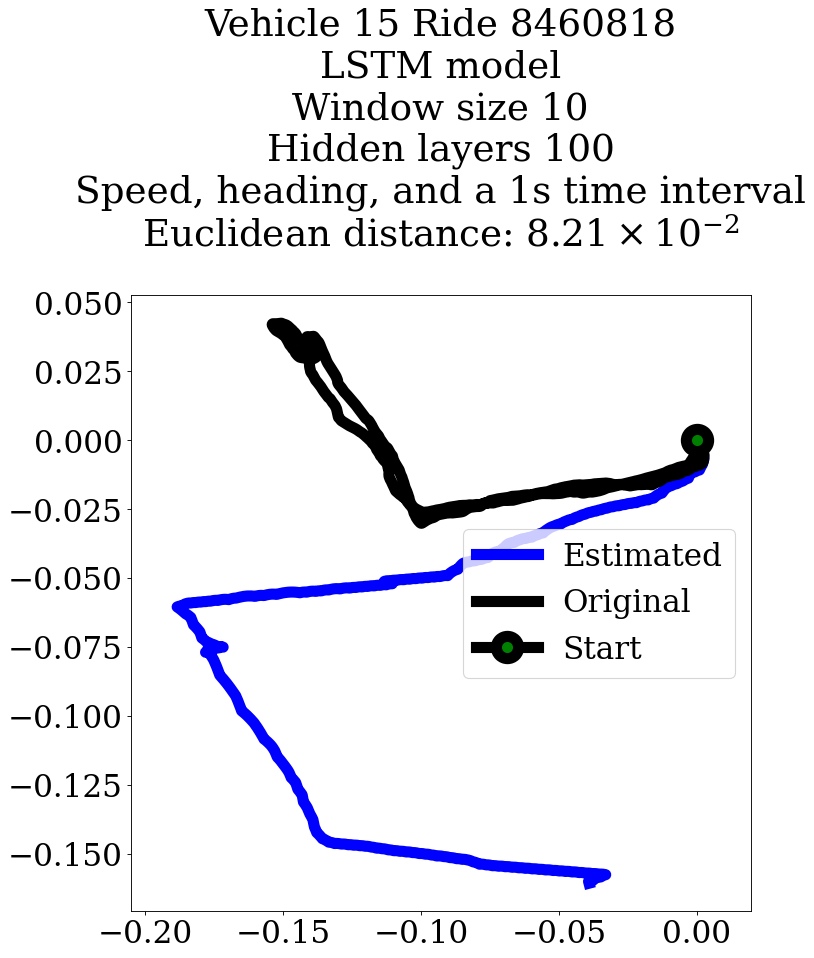 Vehicle 15 Ride 8460818
LSTM model
Window size 10
Hidden layers 100
Speed, heading, and a 1s time interval
Euclidean distance: 8.21 × 10⁻²
0.050
0.025
0.000
−0.025
−0.050
−0.075
−0.100
−0.125
−0.150
Estimated
Original
Start
−0.20
−0.15
−0.10
−0.05
0.00